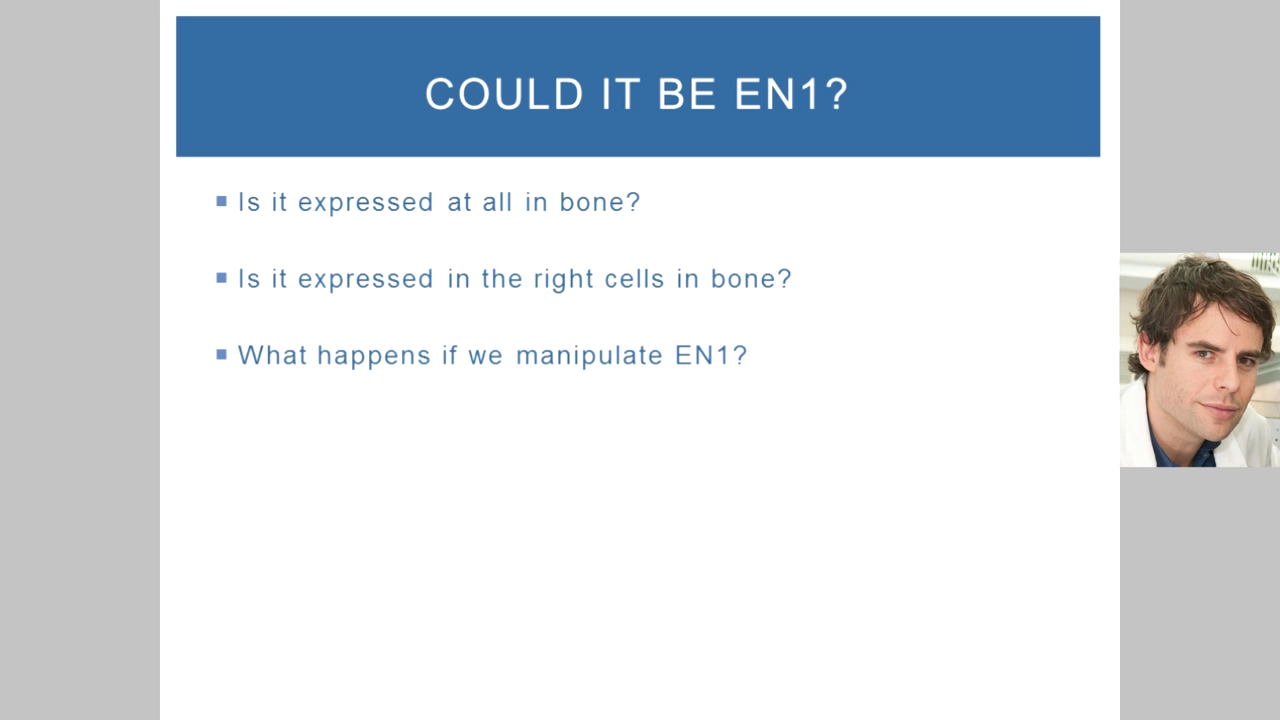 COULD IT BE EN1?
Is it expressed at all in bone?
Is it expressed in the right cells in bone?
What happens if we manipulate EN1?